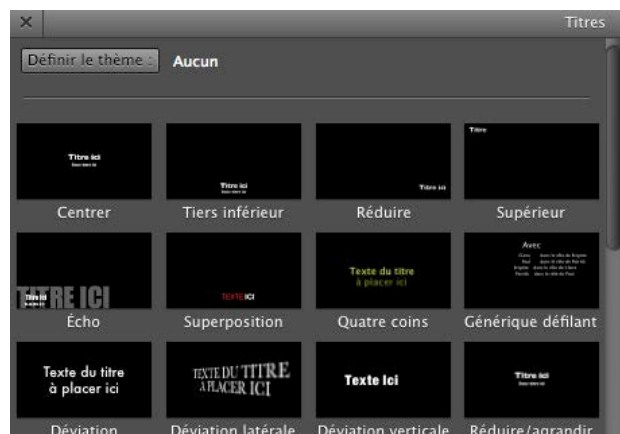 Titres
Définir le thème :
Aucun
Titre ici
Titre ici
Titre ici
Titre
Centrer
Tiers inférieur
Réduire
Supérieur
Titre ici
TITRE ICI
TEXTE ICI
Texte du titre
à placer ici
Avec
Écho
Superposition
Quatre coins
Générique défilant
Texte du titre
à placer ici
TEXTE DU TITRE
À PLACER ICI
Texte Ici
Titre ici
Déviation
Déviation latérale
Déviation verticale
Réduire/agrandir